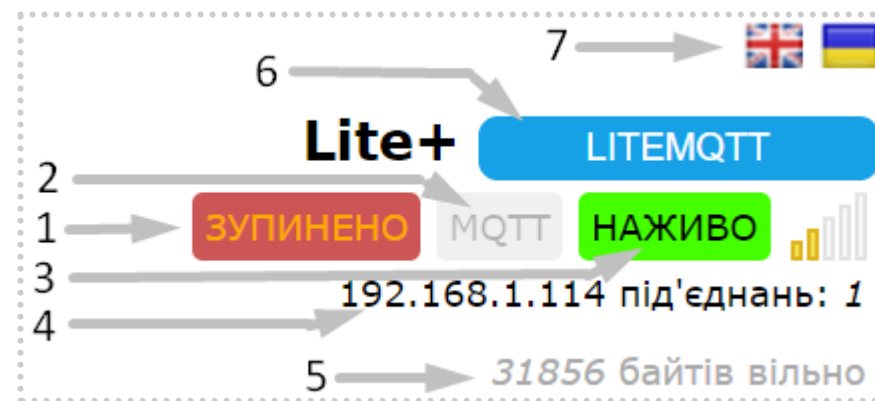 7
6
Lite+ LITEMQTT
2
1 ЗУПИНЕНО MQTT НАЖИВО
3
192.168.1.114 під'єднань: 1
4
5 31856 байтів вільно